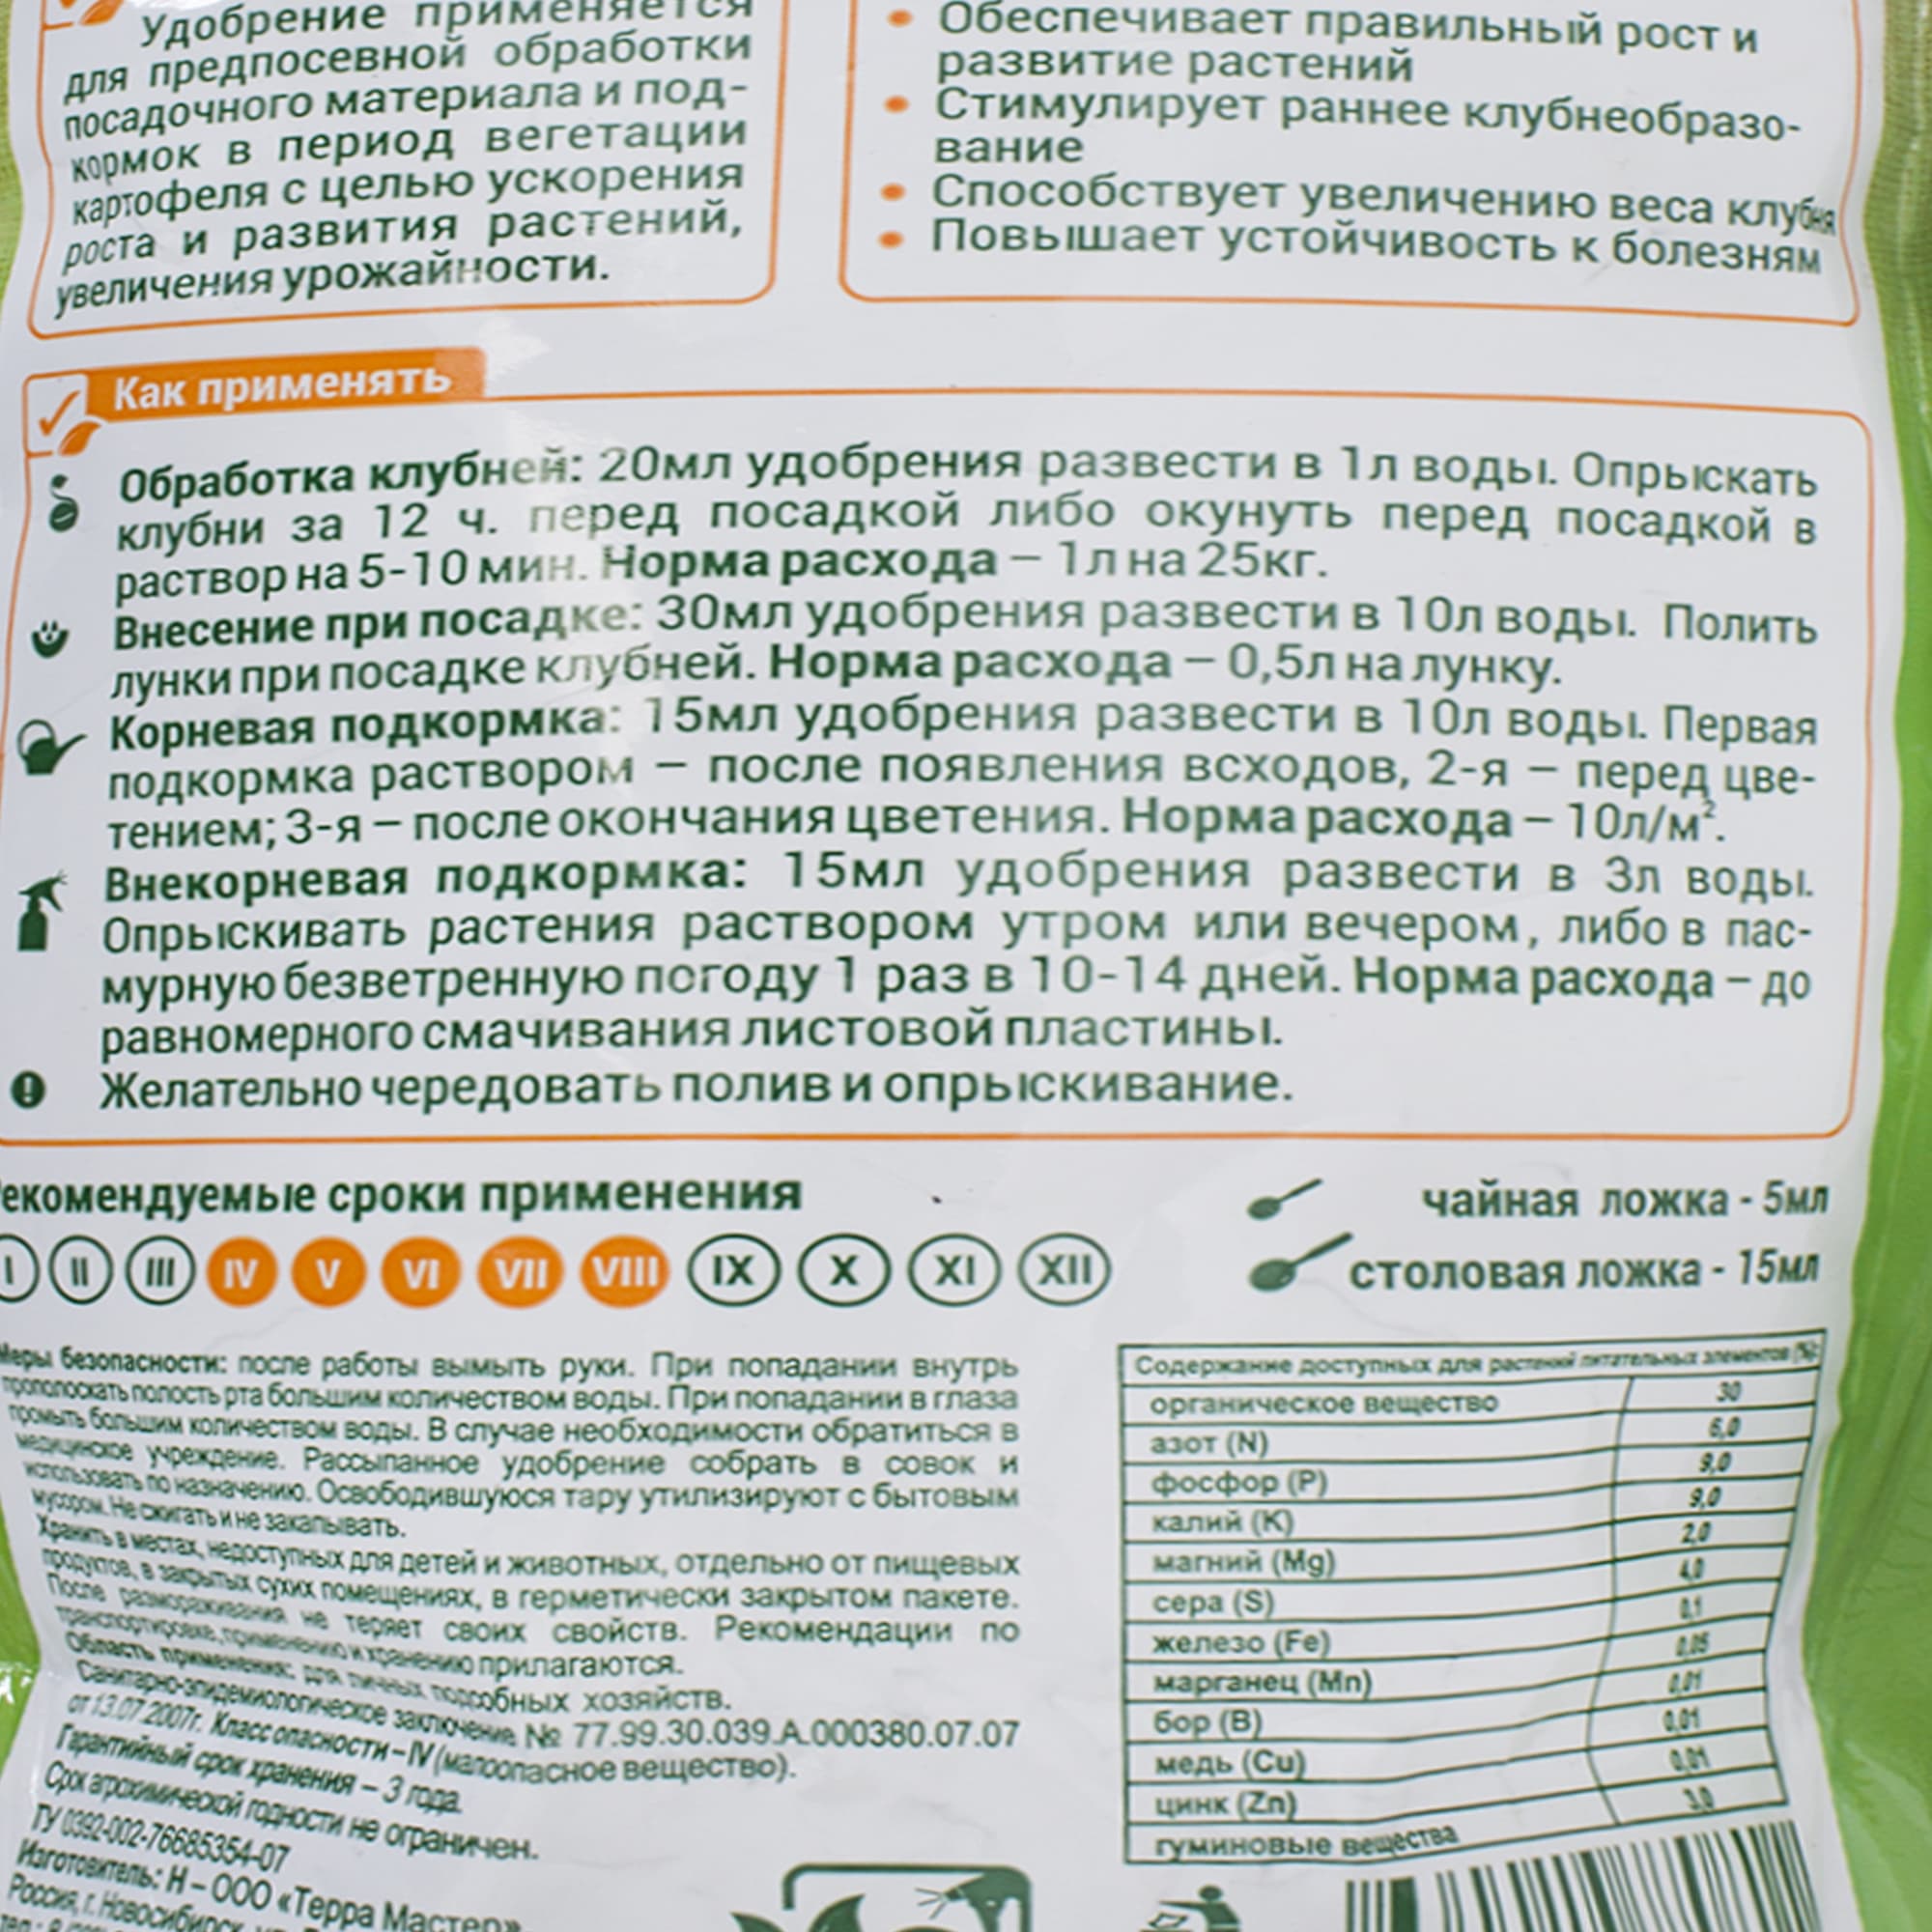 Удобрение применяется
для предпосевной обработки
посадочного материала и под-
кормок в период вегетации
картофеля с целью ускорения
роста и развития растений,
увеличения урожайности.
Обеспечивает правильный рост и
развитие растений
Стимулирует раннее клубнеобразо-
вание
Способствует увеличению веса клубня
Повышает устойчивость к болезням
Как применять
Обработка клубней: 20мл удобрения развести в 1л воды. Опрыскать
клубни за 12 ч. перед посадкой либо окунуть перед посадкой в
раствор на 5-10 мин. Норма расхода – 1л на 25кг.
Внесение при посадке: 30мл удобрения развести в 10л воды. Полить
лунки при посадке клубней. Норма расхода – 0,5л на лунку.
Корневая подкормка: 15мл удобрения развести в 10л воды. Первая
подкормка раствором – после появления всходов, 2-я – перед цве-
тением; 3-я – после окончания цветения. Норма расхода – 10л/м².
Внекорневая подкормка: 15мл удобрения развести в 3л воды.
Опрыскивать растения раствором утром или вечером, либо в пас-
мурную безветренную погоду 1 раз в 10-14 дней. Норма расхода – до
равномерного смачивания листовой пластины.
Желательно чередовать полив и опрыскивание.
екомендуемые сроки применения
I II III IV V VI VII VIII IX X XI XII
чайная ложка - 5мл
столовая ложка - 15мл
Меры безопасности: после работы вымыть руки. При попадании внутрь
прополоскать полость рта большим количеством воды. При попадании в глаза
промыть большим количеством воды. В случае необходимости обратиться в
медицинское учреждение. Рассыпанное удобрение собрать в совок и
использовать по назначению. Освободившуюся тару утилизируют с бытовым
мусором. Не сжигать и не закапывать.
Хранить в местах, недоступных для детей и животных, отдельно от пищевых
продуктов, в закрытых сухих помещениях, в герметически закрытом пакете.
После размораживания не теряет своих свойств. Рекомендации по
транспортировке, применению и хранению прилагаются.
Область применения: для личных подсобных хозяйств.
Санитарно-эпидемиологическое заключение № 77.99.30.039.А.000380.07.07
от 13.07.2007г. Класс опасности – IV (малоопасное вещество).
Гарантийный срок хранения – 3 года.
Срок агрохимической годности не ограничен.
ТУ 0392-002-76685354-07
Изготовитель: Н – ООО «Терра Мастер»
Россия, г. Новосибирск
Содержание доступных для растений питательных элементов (%):
органическое вещество 30
азот (N) 6,0
фосфор (P) 9,0
калий (K) 9,0
магний (Mg) 2,0
сера (S) 4,0
железо (Fe) 0,1
марганец (Mn) 0,05
бор (B) 0,01
медь (Cu) 0,01
цинк (Zn) 0,01
гуминовые вещества 3,0